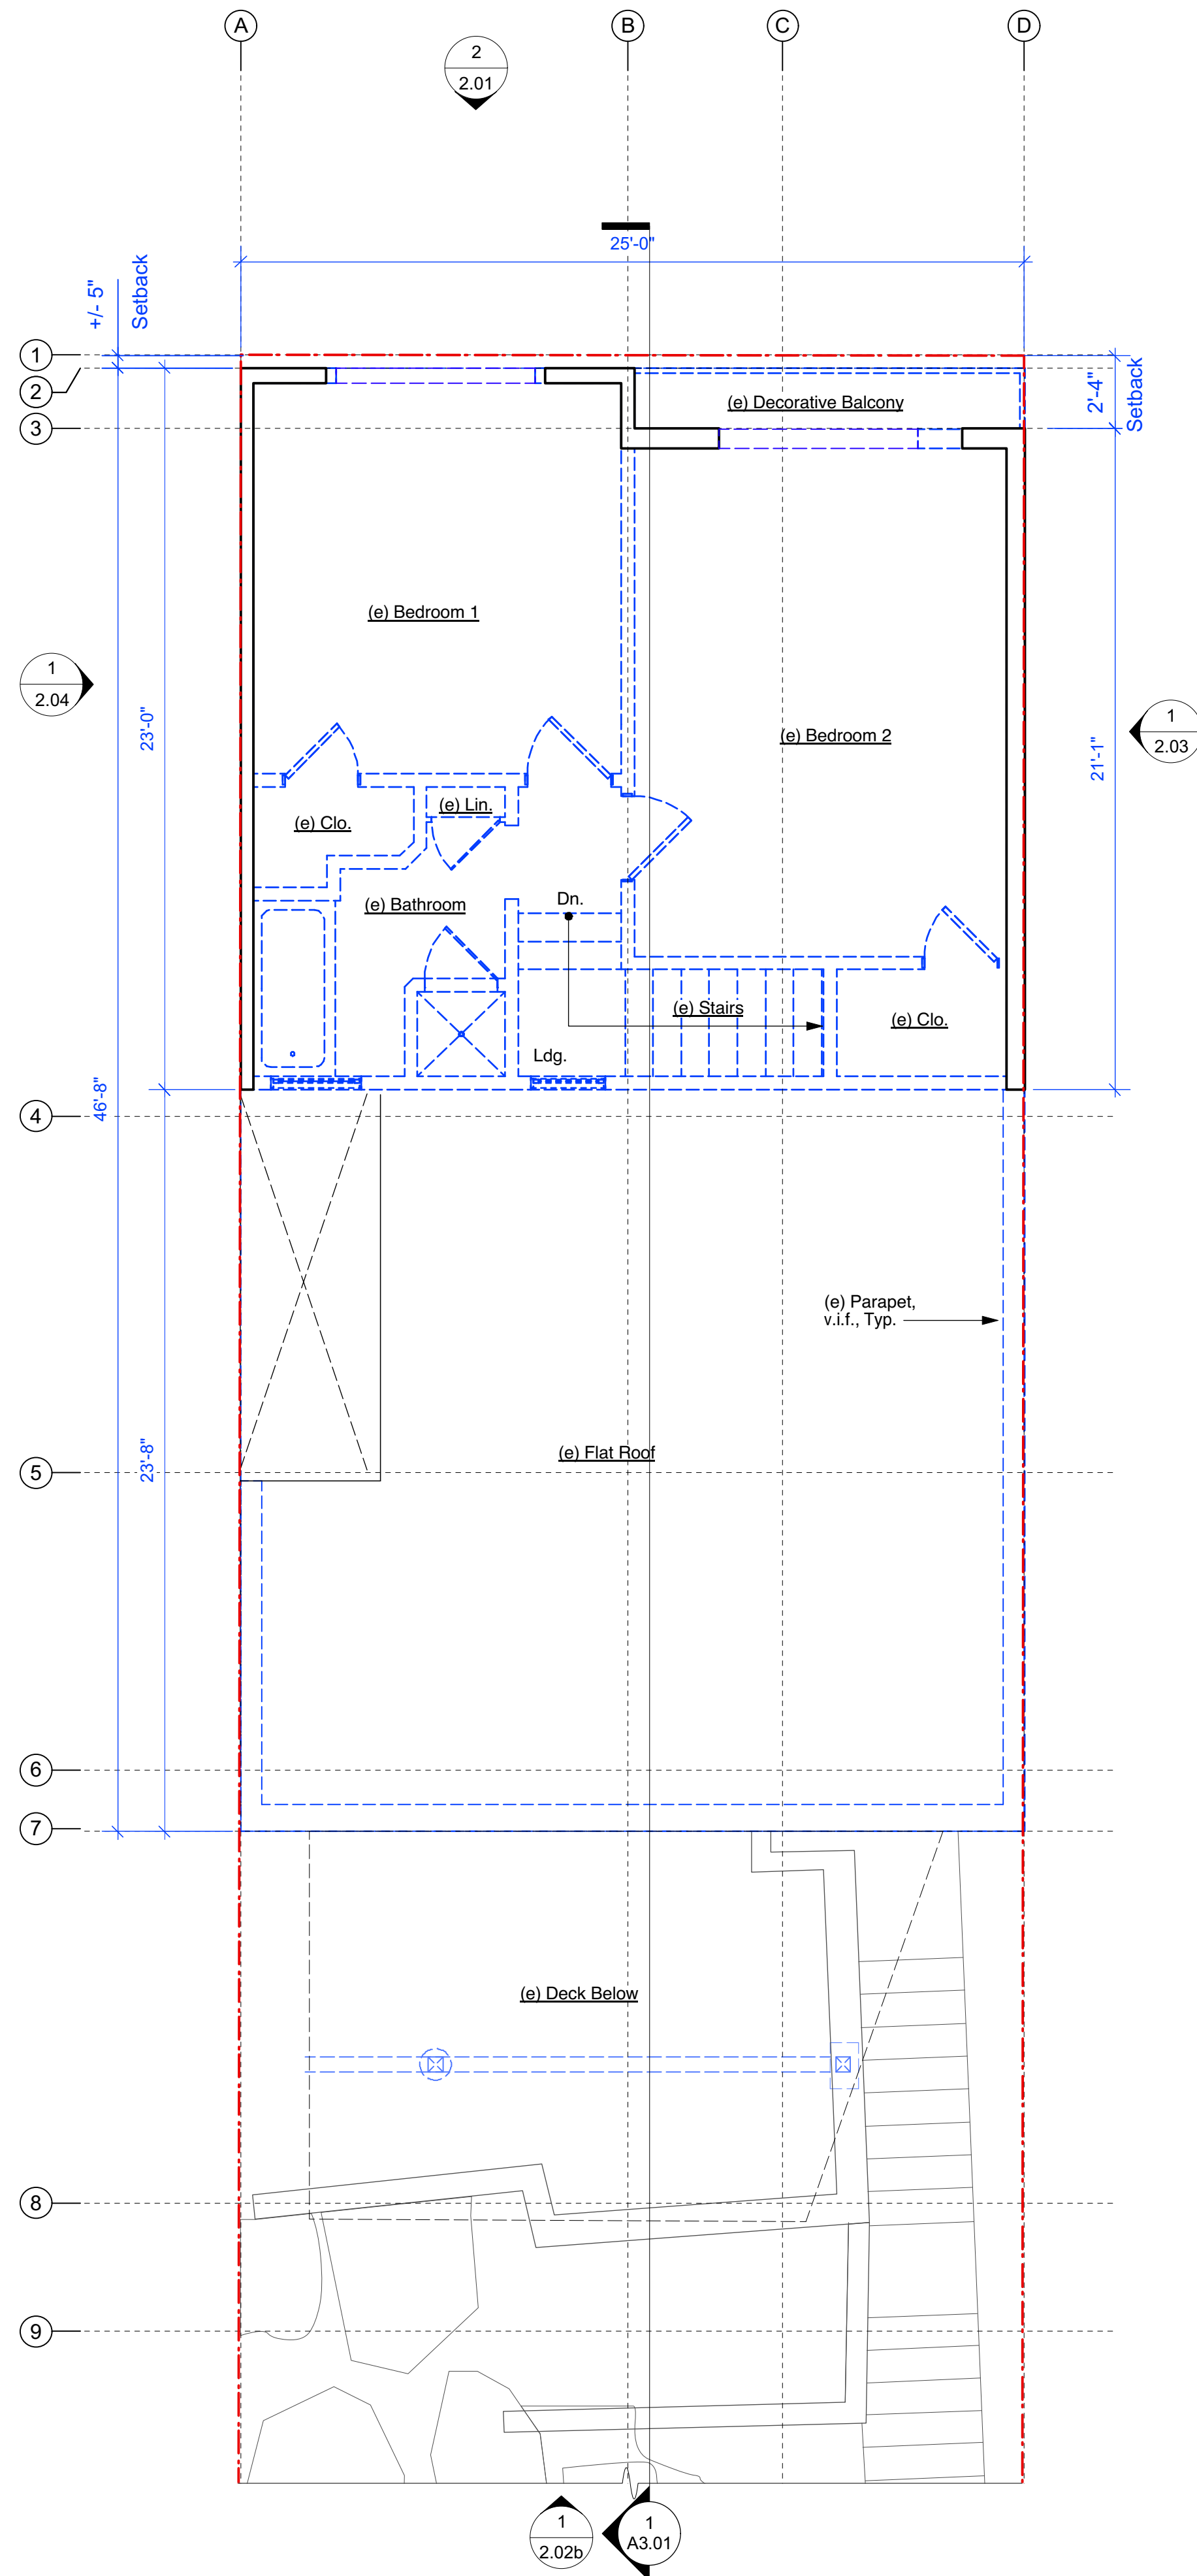 A
B
C
D
2
2.01
25'-0"
+/- 5"
Setback
1
2
3
2'-4"
Setback
(e) Decorative Balcony
(e) Bedroom 1
1
2.04
23'-0"
(e) Bedroom 2
1
2.03
21'-1"
(e) Lin.
(e) Clo.
Dn.
(e) Bathroom
(e) Stairs
(e) Clo.
Ldg.
46'-8"
4
(e) Parapet,
v.i.f., Typ.
(e) Flat Roof
5
23'-8"
6
7
(e) Deck Below
8
9
1
2.02b
1
A3.01